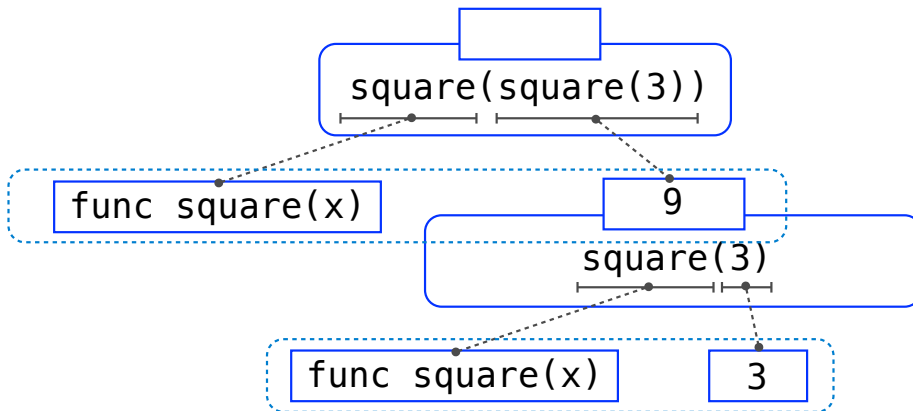 square(square(3))
func square(x)
9
square(3)
func square(x)
3